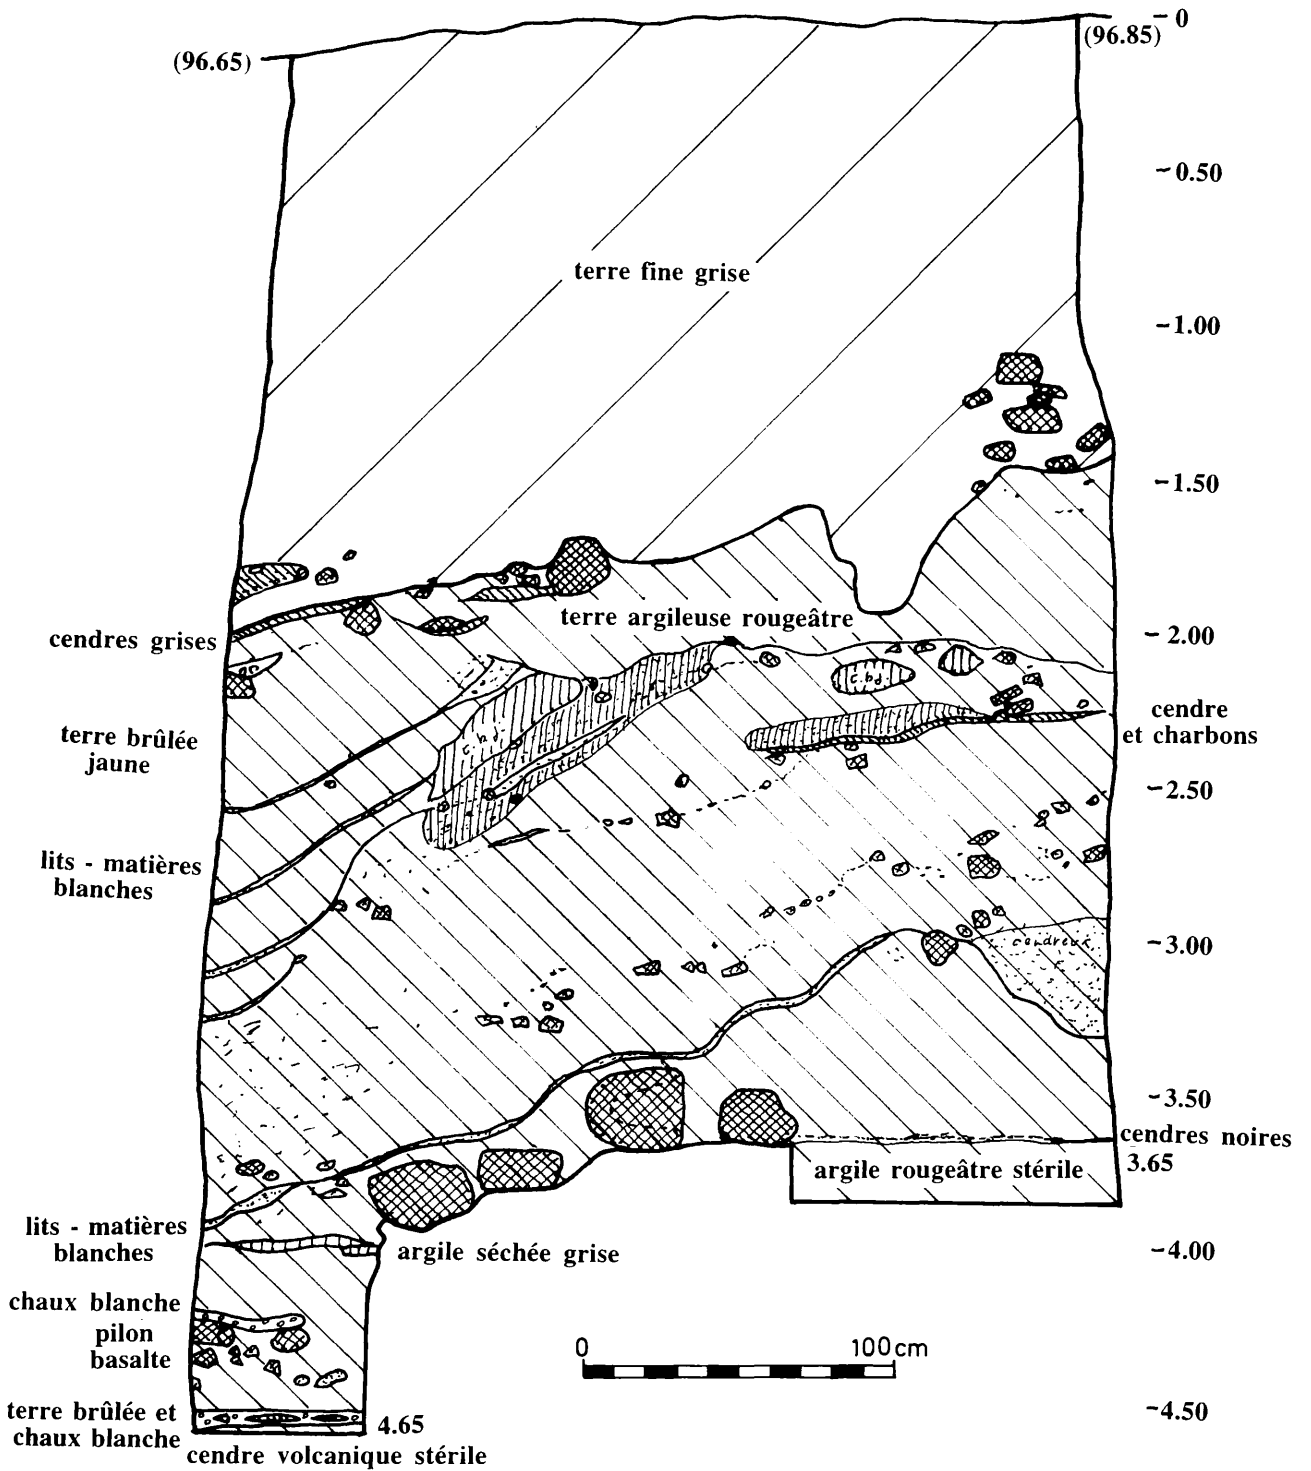 (96.65)
(96.85)
-0
-0.50
terre fine grise
-1.00
-1.50
terre argileuse rougeâtre
-2.00
cendres grises
c.hd.
cendre
et charbons
terre brûlée
jaune
-2.50
lits - matières
blanches
-3.00
cendreux
-3.50
cendres noires
3.65
argile rougeâtre stérile
lits - matières
blanches
argile séchée grise
-4.00
chaux blanche
pilon
basalte
0 100cm
-4.50
terre brûlée et
chaux blanche
4.65
cendre volcanique stérile